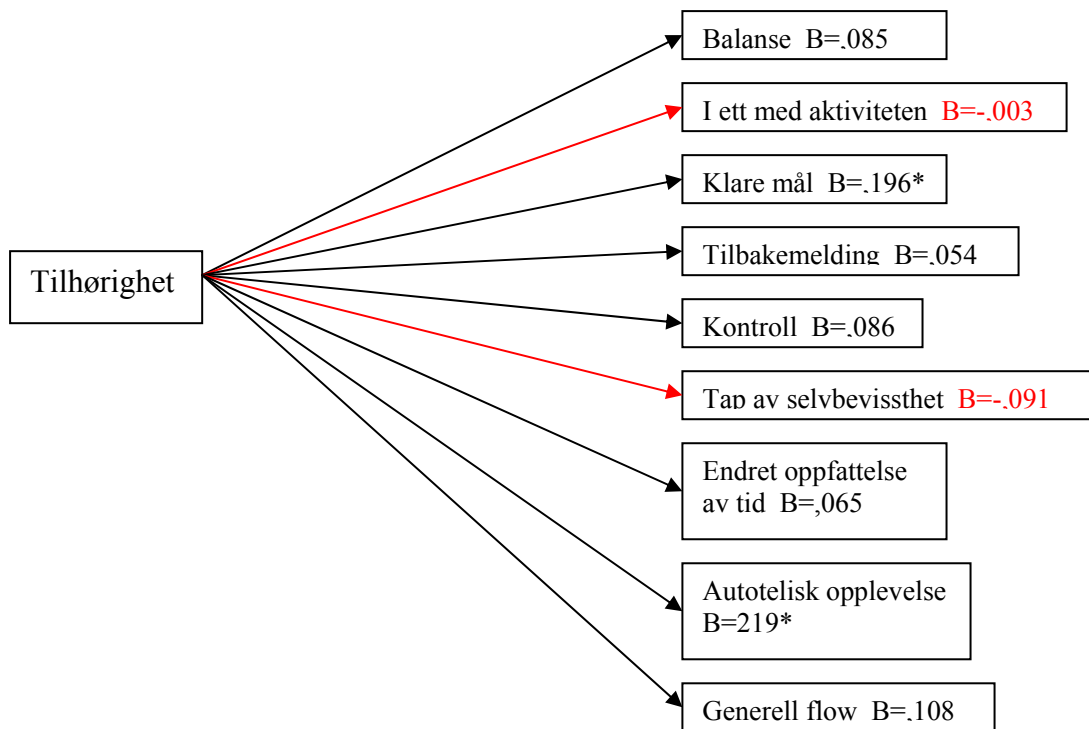 Balanse B=,085
I ett med aktiviteten B=-,003
Klare mål B=,196*
Tilbakemelding B=,054
Tilhørighet
Kontroll B=,086
Tap av selvbevissthet B=-,091
Endret oppfattelse
av tid B=,065
Autotelisk opplevelse
B=219*
Generell flow B=,108